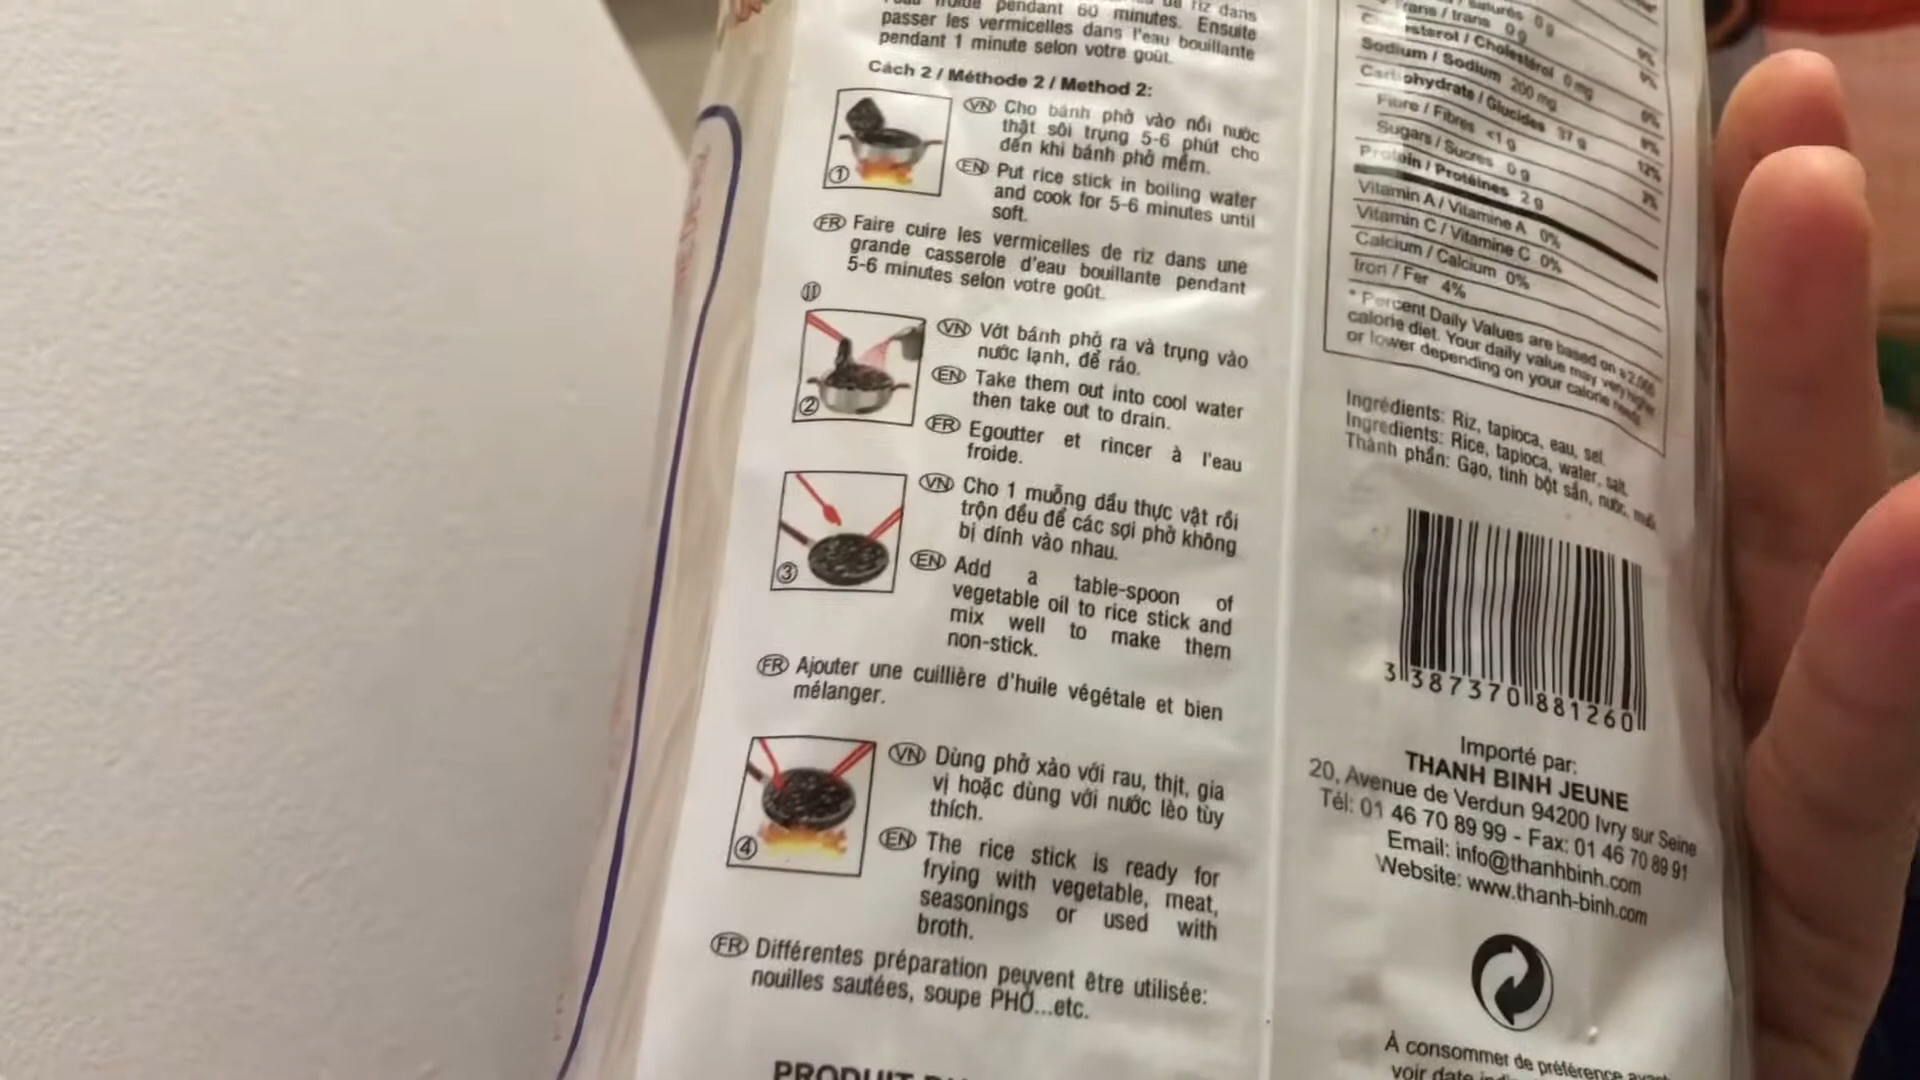 pendant 60 minutes. Ensuite
passer les vermicelles dans l'eau bouillante
pendant 1 minute selon votre goût.
Cách 2 / Méthode 2 / Method 2:
①
VN Cho bánh phở vào nồi nước
thật sôi trụng 5-6 phút cho
đến khi bánh phở mềm.
EN Put rice stick in boiling water
and cook for 5-6 minutes until
soft.
FR Faire cuire les vermicelles de riz dans une
grande casserole d'eau bouillante pendant
5-6 minutes selon votre goût.
②
VN Vớt bánh phở ra và trụng vào
nước lạnh, để ráo.
EN Take them out into cool water
then take out to drain.
FR Egoutter et rincer à l'eau
froide.
③
VN Cho 1 muỗng dầu thực vật rồi
trộn đều để các sợi phở không
bị dính vào nhau.
EN Add a table-spoon of
vegetable oil to rice stick and
mix well to make them
non-stick.
FR Ajouter une cuillière d'huile végétale et bien
mélanger.
④
VN Dùng phở xào với rau, thịt, gia
vị hoặc dùng với nước lèo tùy
thích.
EN The rice stick is ready for
frying with vegetable, meat,
seasonings or used with
broth.
FR Différentes préparation peuvent être utilisée:
nouilles sautées, soupe PHỞ...etc.
PRODUIT
saturés 0 g
trans / trans 0 g
Cholestérol 0 mg
Sodium / Sodium 200 mg
Carbohydrate / Glucides 37 g
Fibre / Fibres <1 g 12%
Sugars / Sucres 0 g
Protein / Protéines 2 g
Vitamin A / Vitamine A 0%
Vitamin C / Vitamine C 0%
Calcium / Calcium 0%
Iron / Fer 4%
* Percent Daily Values are based on a 2,000
calorie diet. Your daily value may very higher
or lower depending on your calorie needs
Ingrédients: Riz, tapioca, eau, sel.
Ingredients: Rice, tapioca, water, salt.
Thành phần: Gạo, tinh bột sắn, nước, muối
3 387370 881260
Importé par:
THANH BINH JEUNE
20, Avenue de Verdun 94200 Ivry sur Seine
Tél: 01 46 70 89 99 - Fax: 01 46 70 89 91
Email: info@thanhbinh.com
Website: www.thanh-binh.com
À consommer de préférence avant
voir date